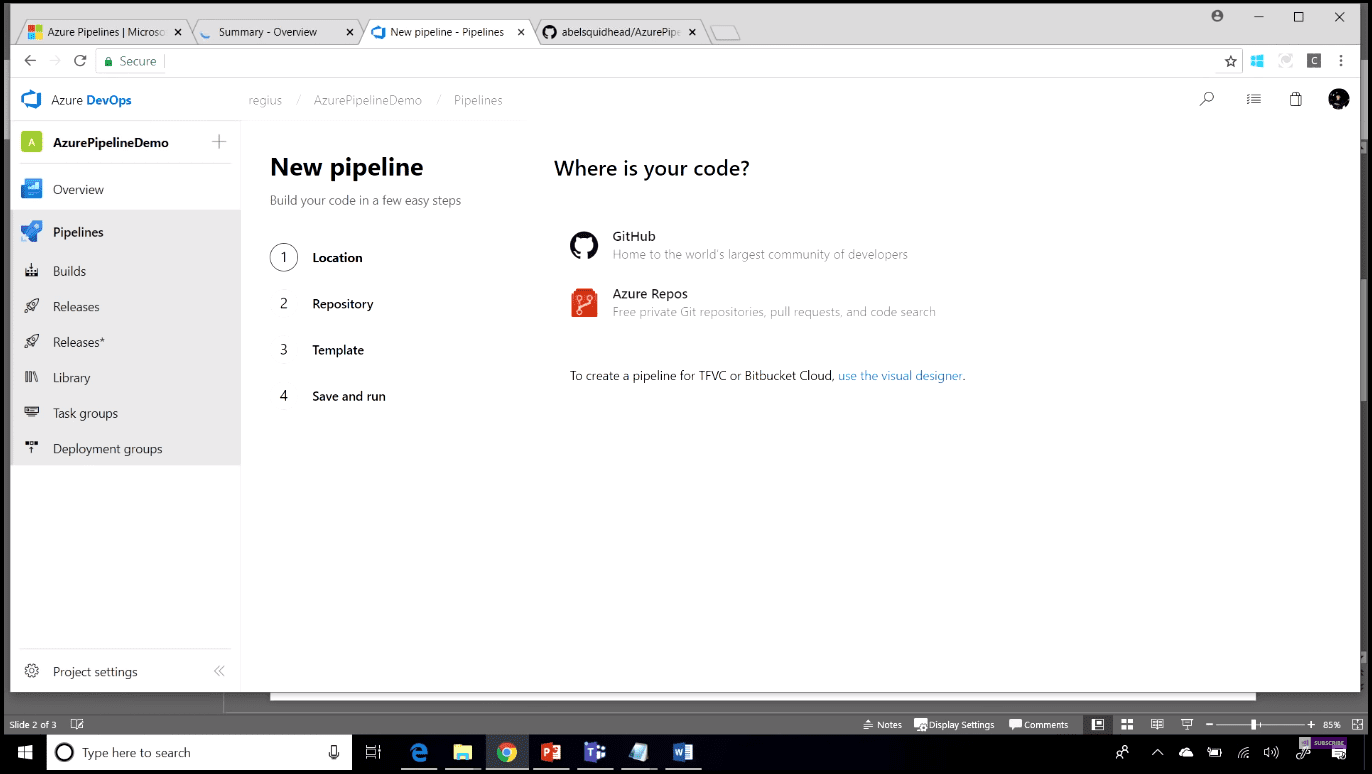 Azure Pipelines | Microso
Summary - Overview
New pipeline - Pipelines
abelsquidhead/AzurePipe
Secure
C
Azure DevOps
regius / AzurePipelineDemo / Pipelines
A AzurePipelineDemo
Overview
Pipelines
Builds
Releases
Releases*
Library
Task groups
Deployment groups
Project settings
New pipeline
Build your code in a few easy steps
1 Location
2 Repository
3 Template
4 Save and run
Where is your code?
GitHub
Home to the world's largest community of developers
Azure Repos
Free private Git repositories, pull requests, and code search
To create a pipeline for TFVC or Bitbucket Cloud, use the visual designer.
Slide 2 of 3
Notes
Display Settings
Comments
85%
Type here to search
SUBSCRIBE